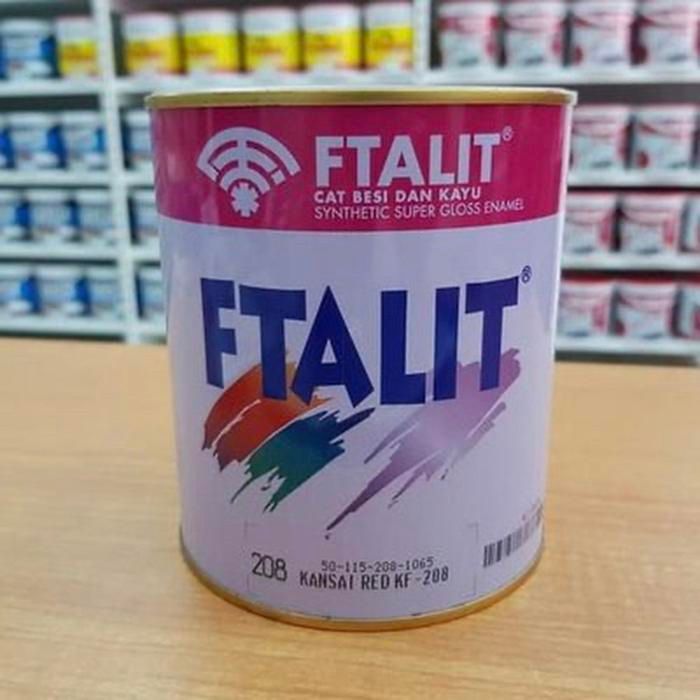 FTALIT®
CAT BESI DAN KAYU
SYNTHETIC SUPER GLOSS ENAMEL
FTALIT®
50-115-208-1065
208 KANSAI RED KF-208